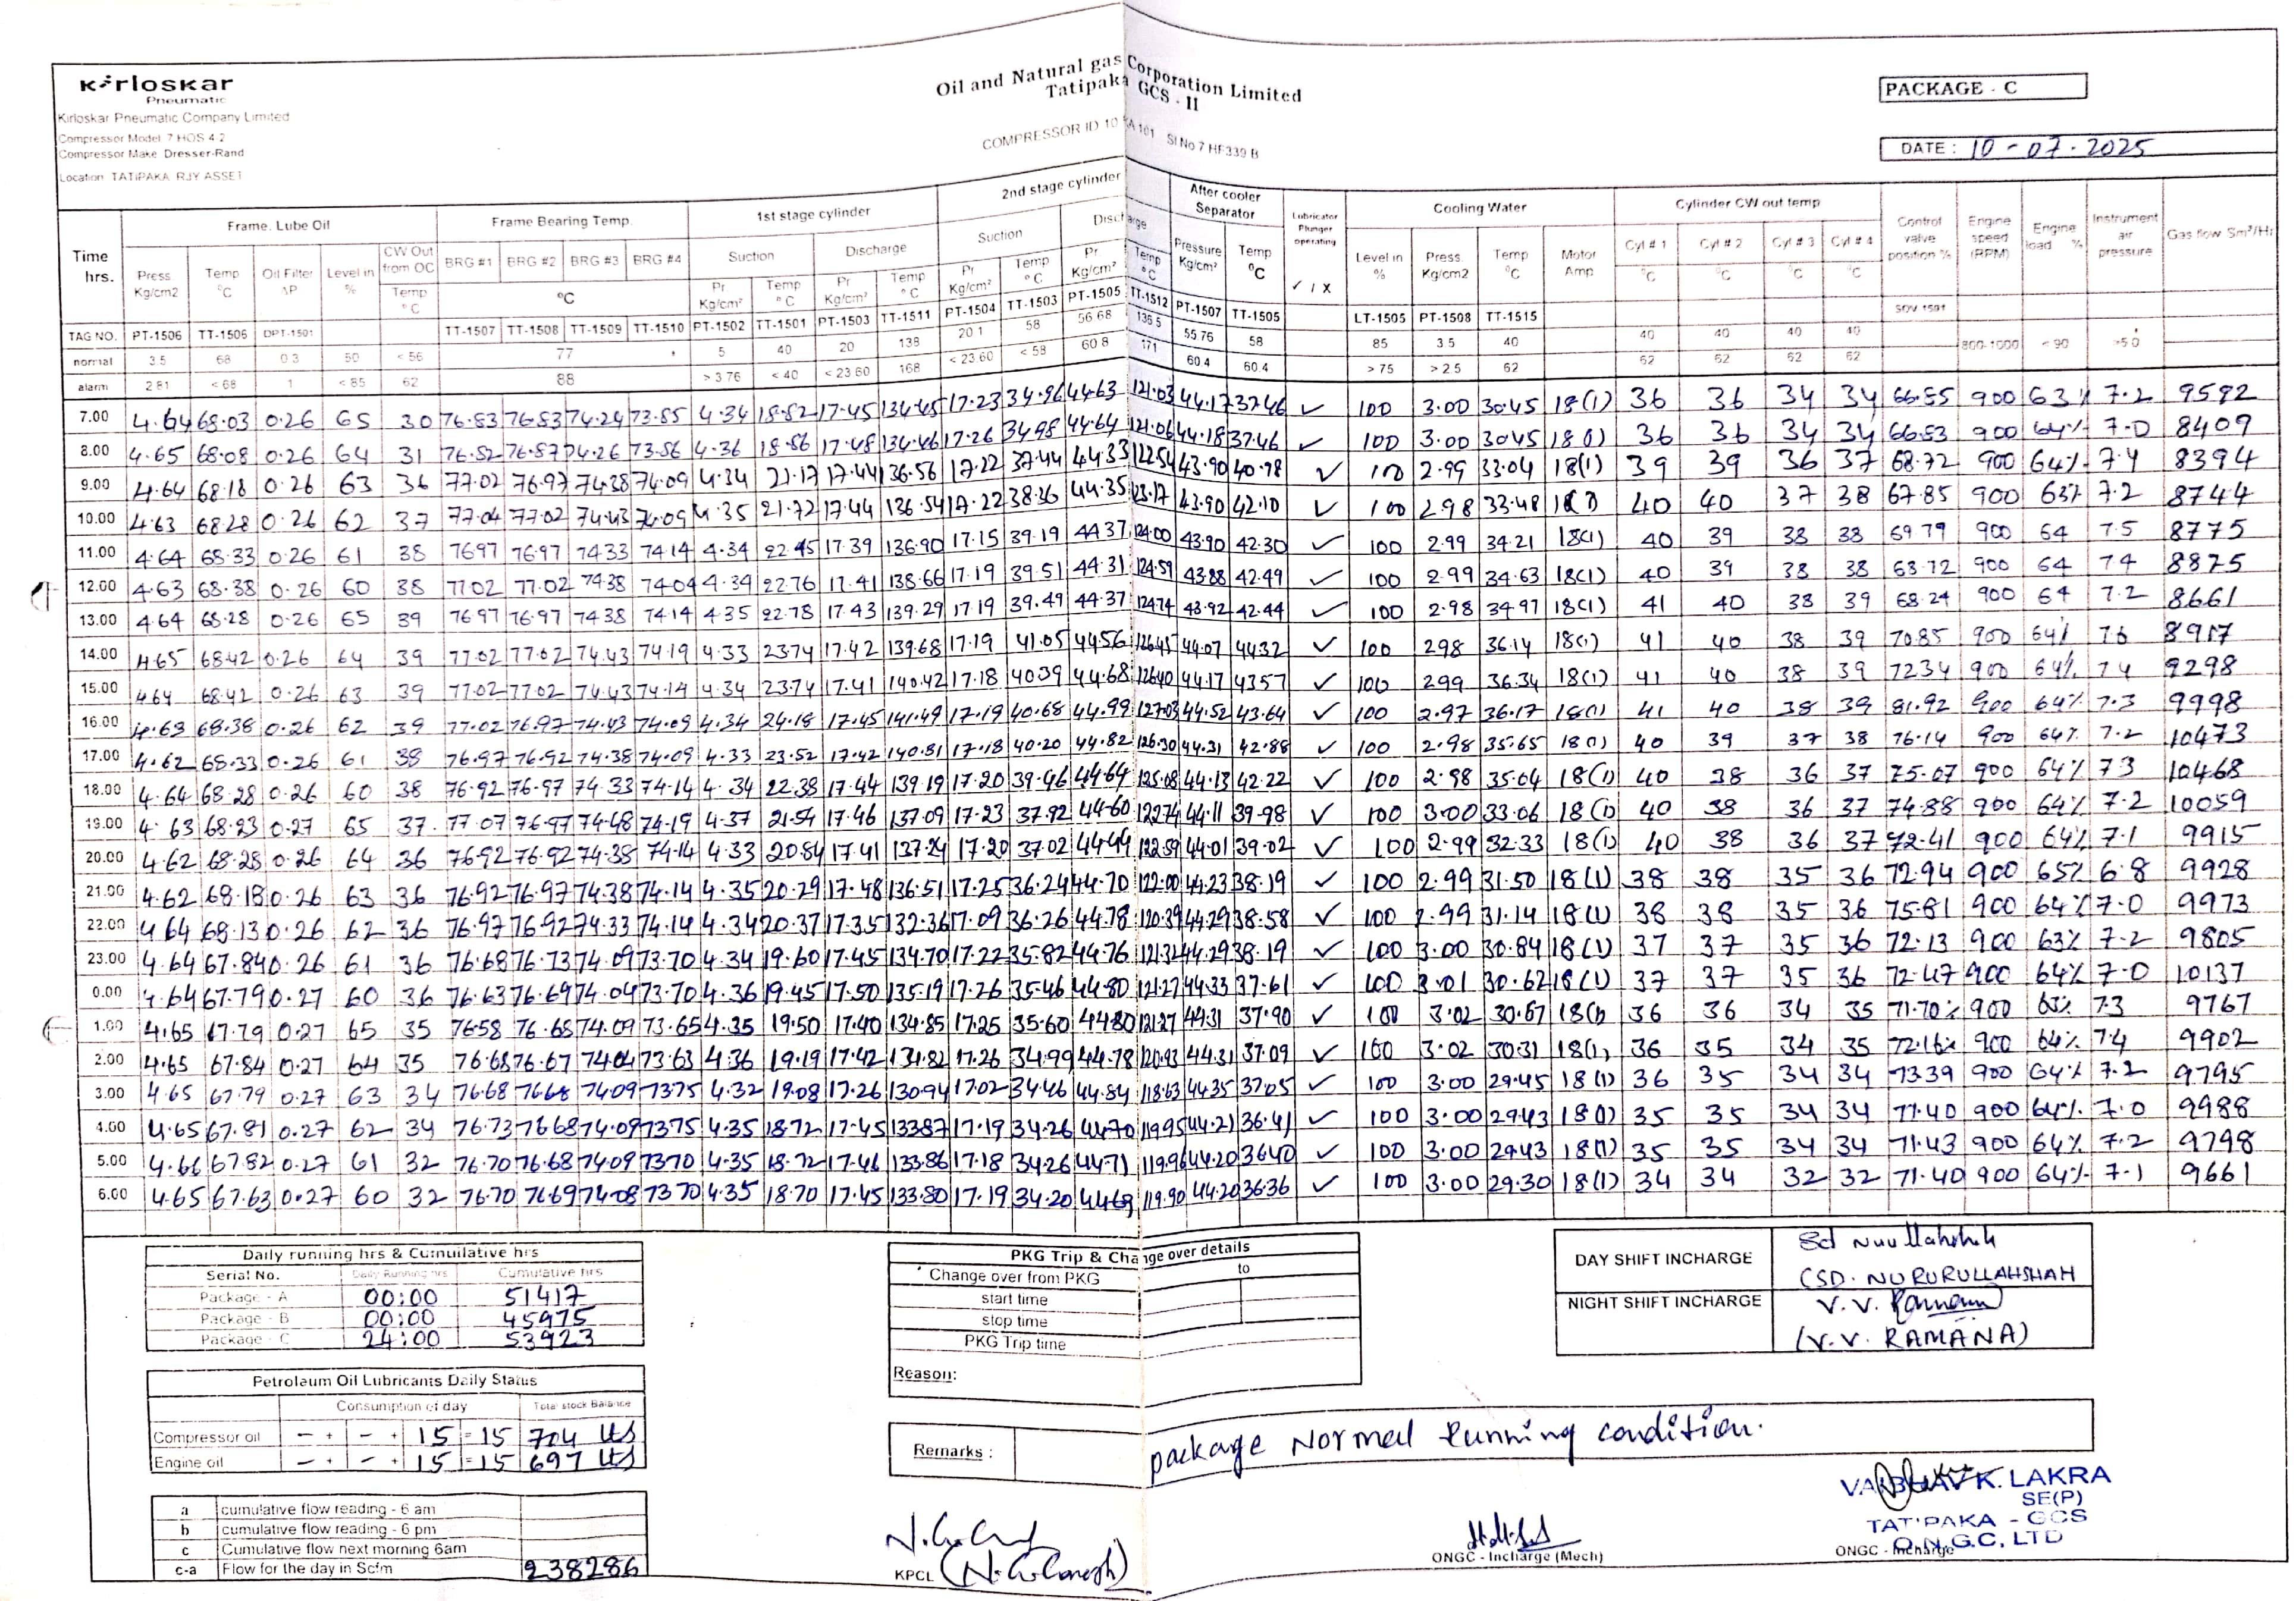 Kirloskar
Pneumatic
Kirloskar Pneumatic Company Limited
Compressor Model 7 HOS 4-2
Compressor Make Dresser-Rand
Location TATIPAKA RJY ASSET
Oil and Natural gas Corporation Limited
Tatipaka GCS - II
COMPRESSOR ID 10 KA 101 Sl No 7 HF339 B
PACKAGE - C
DATE : 10-07-2025
Time hrs. Frame. Lube Oil Frame Bearing Temp. 1st stage cylinder 2nd stage cylinder After cooler Separator Lubricator Plunger operating Cooling Water Cylinder CW out temp Control valve position % Engine speed (RPM) Engine load % Instrument air pressure Gas flow Sm³/Hr
Suction Discharge Suction Discharge
Press Kg/cm2 Temp °C Oil Filter ΔP Level in % CW Out from OC Temp °C BRG #1 BRG #2 BRG #3 BRG #4 °C Pr Kg/cm² Temp °C Pr Kg/cm² Temp °C Pr Kg/cm² Temp °C Pr Kg/cm² Temp °C Pressure Kg/cm² Temp °C ✓ / X Level in % Press. Kg/cm2 Temp °C Motor Amp Cyl # 1 °C Cyl # 2 °C Cyl # 3 °C Cyl # 4 °C
TAG NO. PT-1506 TT-1506 DPT-1501 TT-1507 TT-1508 TT-1509 TT-1510 PT-1502 TT-1501 PT-1503 TT-1511 PT-1504 TT-1503 PT-1505 TT-1512 PT-1507 TT-1505 LT-1505 PT-1508 TT-1515 SOV 1501
normal 3.5 68 0.3 50 < 56 77 5 40 20 138 20.1 58 56.68 136.5 55.76 58 85 3.5 40 40 40 40 40 800-1000 < 90 >5.0
alarm 2.81 < 68 1 < 85 62 88 > 3.76 < 40 < 23.60 168 < 23.60 < 58 60.8 171 60.4 60.4 > 75 > 2.5 62 62 62 62 62
7.00 4.64 68.03 0.26 65 30 76.83 76.83 74.24 73.85 4.34 18.82 17.45 134.45 17.23 34.96 44.63 121.03 44.17 37.46 ✓ 100 3.00 30.45 18(1) 36 36 34 34 66.85 900 63% 7.2 9592
8.00 4.65 68.08 0.26 64 31 76.82 76.87 74.26 73.86 4.36 18.86 17.48 134.46 17.26 34.98 44.64 121.06 44.18 37.46 ✓ 100 3.00 30.45 18(1) 36 36 34 34 66.83 900 64% 7.0 8409
9.00 4.64 68.18 0.26 63 36 77.02 76.97 74.38 74.09 4.34 21.17 17.44 136.56 17.22 37.44 44.33 122.54 43.90 40.78 ✓ 100 2.99 33.04 18(1) 39 39 36 37 68.72 900 64% 7.4 8394
10.00 4.63 68.28 0.26 62 37 77.04 77.02 74.43 74.09 4.35 21.72 17.44 136.54 17.22 38.36 44.35 123.17 43.90 42.10 ✓ 100 2.98 33.48 18(1) 40 40 37 38 67.85 900 63% 7.2 8744
11.00 4.64 68.33 0.26 61 38 76.97 76.97 74.33 74.14 4.34 22.45 17.39 136.90 17.15 39.19 44.37 124.00 43.90 42.30 ✓ 100 2.99 34.21 18(1) 40 39 38 38 69.79 900 64 7.5 8775
12.00 4.63 68.38 0.26 60 38 77.02 77.02 74.38 74.04 4.34 22.76 17.41 138.66 17.19 39.51 44.31 124.59 43.88 42.49 ✓ 100 2.99 34.63 18(1) 40 39 38 38 68.72 900 64 7.4 8875
13.00 4.64 68.28 0.26 65 39 76.97 76.97 74.38 74.14 4.35 22.78 17.43 139.29 17.19 39.49 44.37 124.74 43.92 42.44 ✓ 100 2.98 34.97 18(1) 41 40 38 39 68.24 900 64 7.2 8661
14.00 4.65 68.42 0.26 64 39 77.02 77.02 74.43 74.19 4.33 23.74 17.42 139.68 17.19 41.05 44.56 126.45 44.07 44.32 ✓ 100 2.98 36.14 18(1) 41 40 38 39 70.85 900 64% 7.6 8917
15.00 4.64 68.42 0.26 63 39 77.02 77.02 74.43 74.14 4.34 23.74 17.41 140.42 17.18 40.39 44.68 126.40 44.17 43.57 ✓ 100 2.99 36.34 18(1) 41 40 38 39 72.34 900 64% 7.4 9298
16.00 4.63 68.38 0.26 62 39 77.02 76.97 74.43 74.09 4.34 24.18 17.45 141.49 17.19 40.68 44.99 127.03 44.52 43.64 ✓ 100 2.97 36.17 18(1) 41 40 38 39 81.92 900 64% 7.3 9998
17.00 4.62 68.33 0.26 61 38 76.97 76.92 74.38 74.09 4.33 23.52 17.42 140.81 17.18 40.20 44.82 126.30 44.31 42.88 ✓ 100 2.98 35.65 18(1) 40 39 37 38 76.14 900 64% 7.2 10473
18.00 4.64 68.28 0.26 60 38 76.92 76.97 74.33 74.14 4.34 22.38 17.44 139.19 17.20 39.46 44.64 125.08 44.13 42.22 ✓ 100 2.98 35.04 18(1) 40 38 36 37 75.07 900 64% 7.3 10468
19.00 4.63 68.23 0.27 65 37 77.07 76.97 74.48 74.19 4.37 21.54 17.46 137.09 17.23 37.92 44.60 122.74 44.11 39.98 ✓ 100 3.00 33.06 18(1) 40 38 36 37 74.88 900 64% 7.2 10059
20.00 4.62 68.28 0.26 64 36 76.92 76.92 74.38 74.14 4.33 20.84 17.41 137.24 17.20 37.02 44.49 122.59 44.01 39.02 ✓ 100 2.99 32.33 18(1) 40 38 36 37 72.41 900 64% 7.1 9915
21.00 4.62 68.18 0.26 63 36 76.92 76.97 74.38 74.14 4.35 20.29 17.48 136.51 17.25 36.24 44.70 122.00 44.23 38.19 ✓ 100 2.99 31.50 18(1) 38 38 35 36 72.94 900 65% 6.8 9928
22.00 4.64 68.13 0.26 62 36 76.97 76.92 74.33 74.14 4.34 20.37 17.35 132.36 17.09 36.26 44.78 120.39 44.29 38.58 ✓ 100 2.99 31.14 18(1) 38 38 35 36 75.81 900 64% 7.0 9973
23.00 4.64 67.84 0.26 61 36 76.68 76.73 74.09 73.70 4.34 19.60 17.45 134.70 17.22 35.82 44.76 121.32 44.29 38.19 ✓ 100 3.00 30.84 18(1) 37 37 35 36 72.13 900 63% 7.2 9805
0.00 4.64 67.79 0.27 60 36 76.63 76.69 74.04 73.70 4.36 19.45 17.50 135.19 17.26 35.46 44.80 121.27 44.33 37.61 ✓ 100 3.01 30.62 18(1) 37 37 35 36 72.47 900 64% 7.0 10137
1.00 4.65 67.79 0.27 65 35 76.58 76.68 74.09 73.65 4.35 19.50 17.40 134.85 17.25 35.60 44.80 121.27 44.31 37.90 ✓ 100 3.02 30.67 18(1) 36 36 34 35 71.70% 900 63% 7.3 9767
2.00 4.65 67.84 0.27 64 35 76.68 76.67 74.04 73.63 4.36 19.19 17.42 131.82 17.26 34.99 44.78 120.93 44.31 37.09 ✓ 100 3.02 30.31 18(1) 36 35 34 35 72.16% 900 64% 7.4 9902
3.00 4.65 67.79 0.27 63 34 76.68 76.68 74.09 73.75 4.32 19.08 17.26 130.94 17.02 34.46 44.84 118.63 44.35 37.05 ✓ 100 3.00 29.45 18(1) 36 35 34 34 73.39 900 64% 7.2 9795
4.00 4.65 67.81 0.27 62 34 76.73 76.68 74.09 73.75 4.35 18.72 17.45 133.87 17.19 34.26 44.70 119.95 44.21 36.41 ✓ 100 3.00 29.43 18(1) 35 35 34 34 71.40 900 64% 7.0 9988
5.00 4.66 67.82 0.27 61 32 76.70 76.68 74.09 73.70 4.35 18.72 17.46 133.86 17.18 34.26 44.71 119.96 44.20 36.40 ✓ 100 3.00 29.43 18(1) 35 35 34 34 71.43 900 64% 7.2 9798
6.00 4.65 67.63 0.27 60 32 76.70 76.69 74.08 73.70 4.35 18.70 17.45 133.80 17.19 34.20 44.69 119.90 44.20 36.36 ✓ 100 3.00 29.30 18(1) 34 34 32 32 71.40 900 64% 7.1 9661
Daily running hrs & Cumuilative hrs
Serial No. Daily Running hrs Cumulative hrs
Package - A 00:00 51417
Package - B 00:00 45975
Package - C 24:00 53923
Petroleum Oil Lubricants Daily Status
Consumption of day Total stock Balance
Compressor oil - + - + 15 = 15 704 lts
Engine oil - + - + 15 = 15 697 lts
a cumulative flow reading - 6 am
b cumulative flow reading - 6 pm
c Cumulative flow next morning 6am
c-a Flow for the day in Scfm 238286
PKG Trip & Change over details
Change over from PKG to
start time
stop time
PKG Trip time
Reason:
Remarks : package Normal running condition.
DAY SHIFT INCHARGE
(SD. NURURULLAHSHAH
NIGHT SHIFT INCHARGE V.V. Ramana
(V.V. RAMANA)
KPCL
ONGC - Incharge (Mech)
VAIBHAV K. LAKRA
SE(P)
TATIPAKA - GCS
O.N.G.C, LTD
ONGC - Incharge